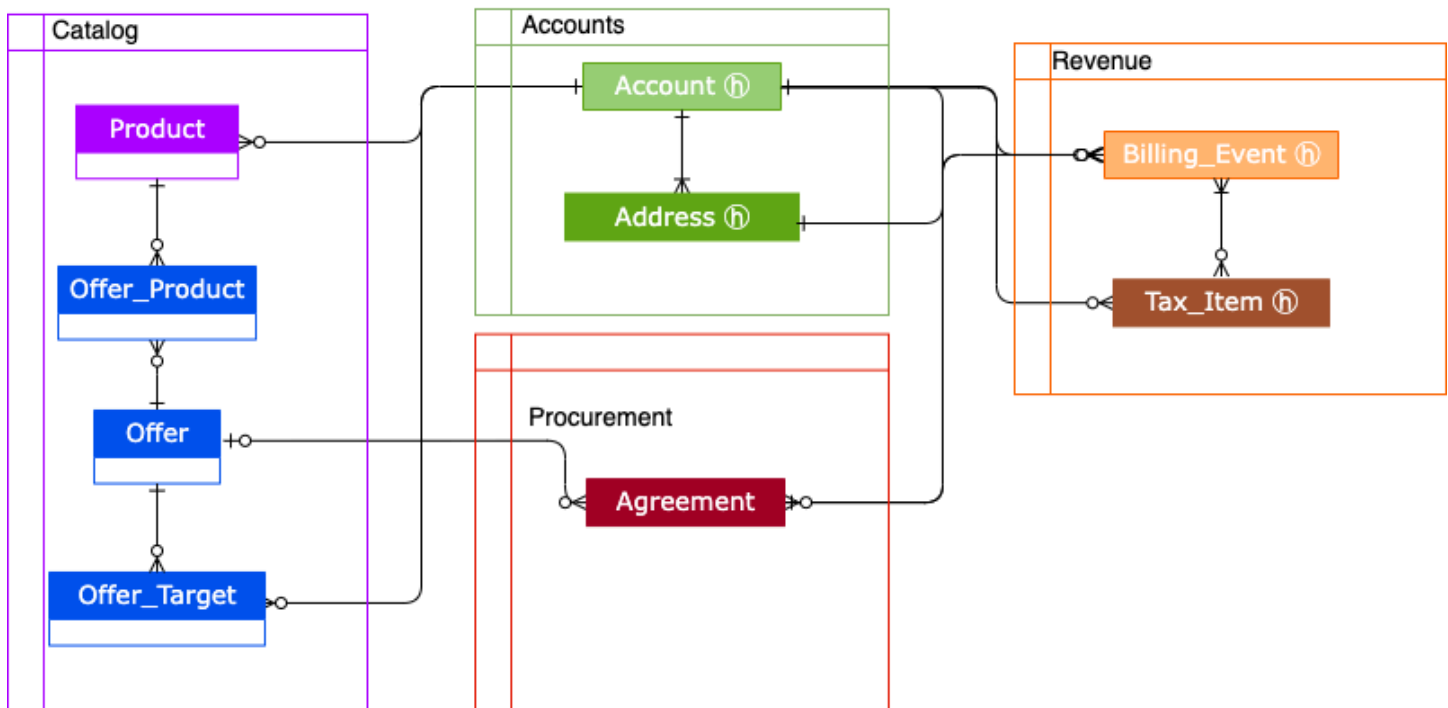 Catalog
Product
Offer_Product
Offer
Offer_Target
Accounts
Account ⓗ
Address ⓗ
Procurement
Agreement
Revenue
Billing_Event ⓗ
Tax_Item ⓗ